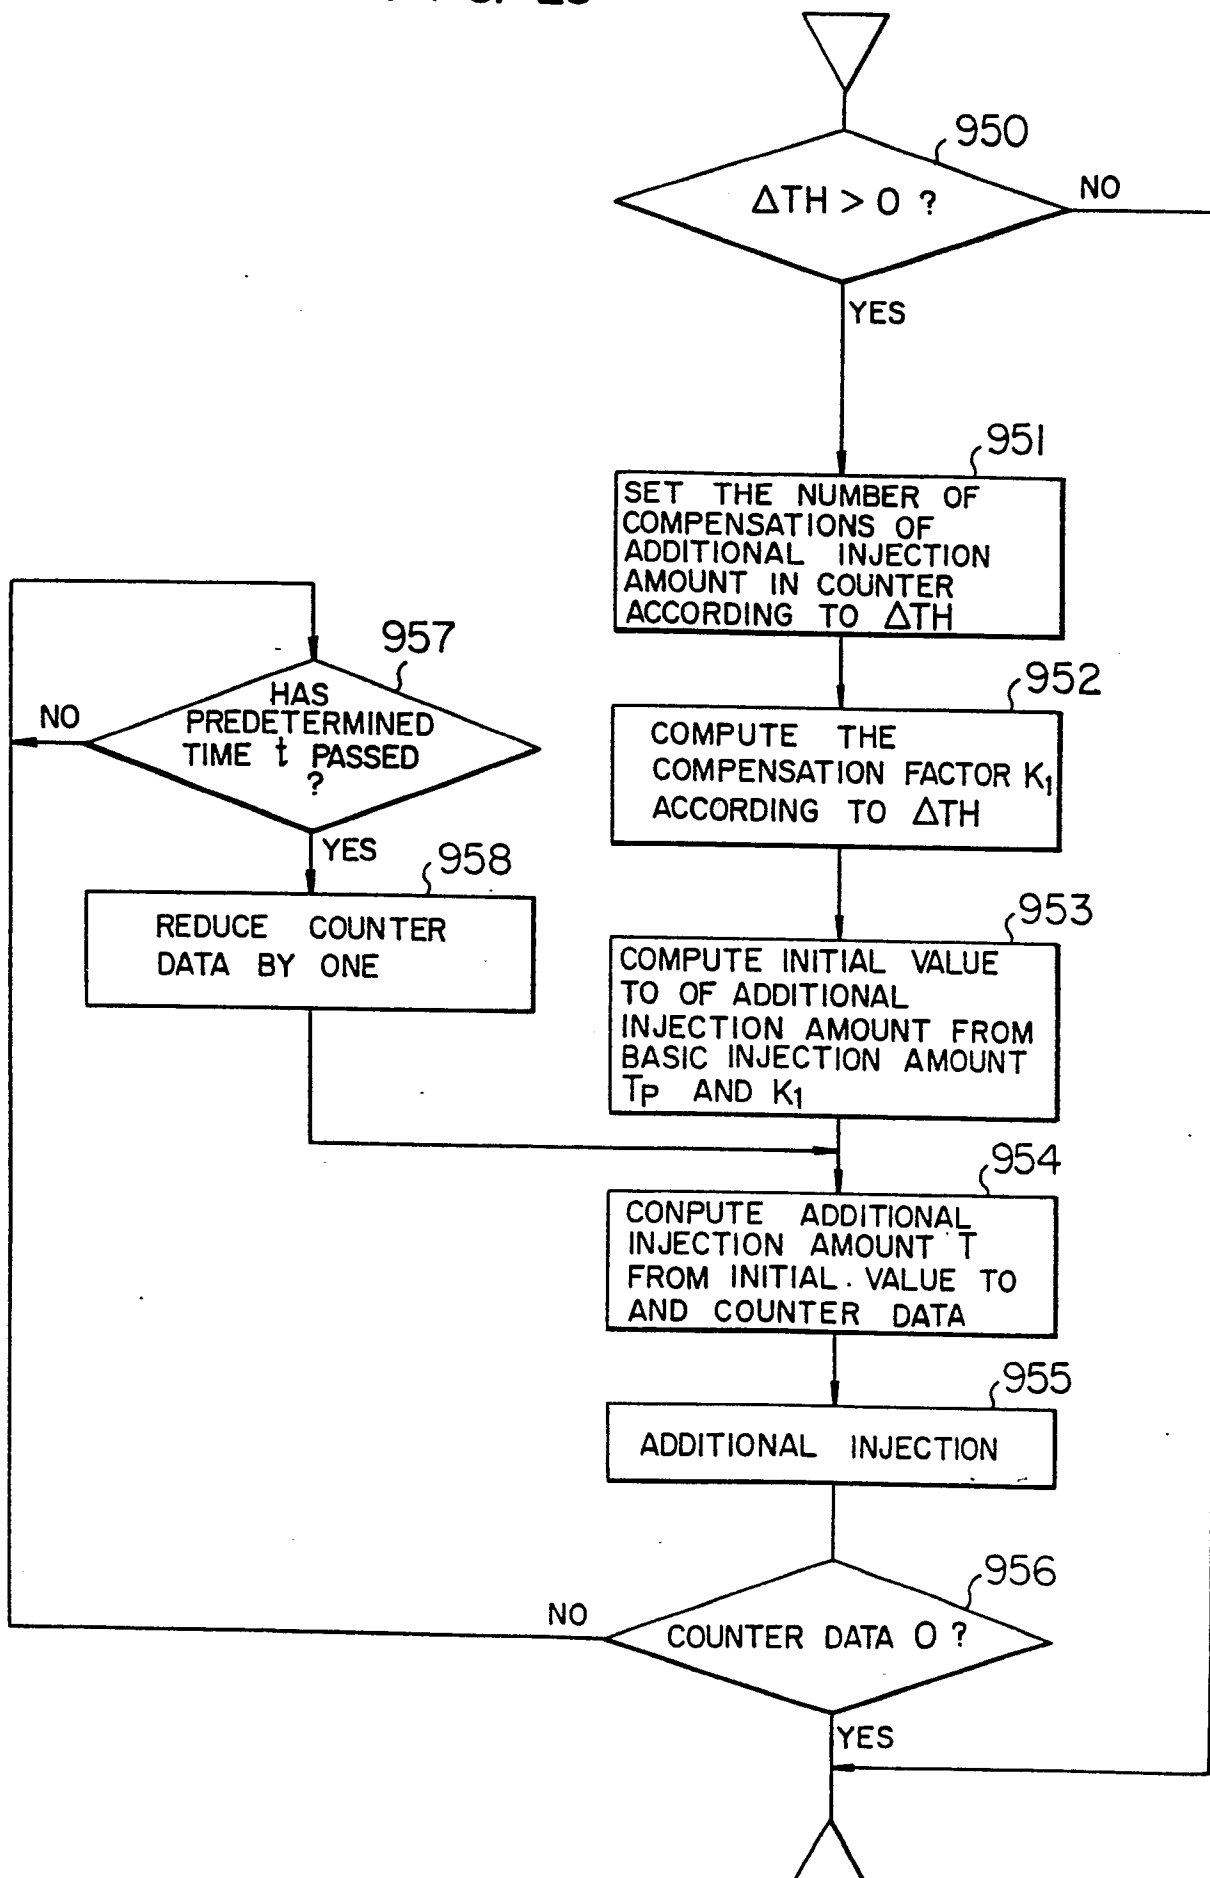 950
ΔTH > 0 ?
NO
YES
951
SET THE NUMBER OF
COMPENSATIONS OF
ADDITIONAL INJECTION
AMOUNT IN COUNTER
ACCORDING TO ΔTH
957
HAS
PREDETERMINED
TIME t PASSED
?
NO
YES
952
COMPUTE THE
COMPENSATION FACTOR K1
ACCORDING TO ΔTH
958
REDUCE COUNTER
DATA BY ONE
953
COMPUTE INITIAL VALUE
TO OF ADDITIONAL
INJECTION AMOUNT FROM
BASIC INJECTION AMOUNT
TP AND K1
954
CONPUTE ADDITIONAL
INJECTION AMOUNT T
FROM INITIAL VALUE TO
AND COUNTER DATA
955
ADDITIONAL INJECTION
956
COUNTER DATA 0 ?
NO
YES